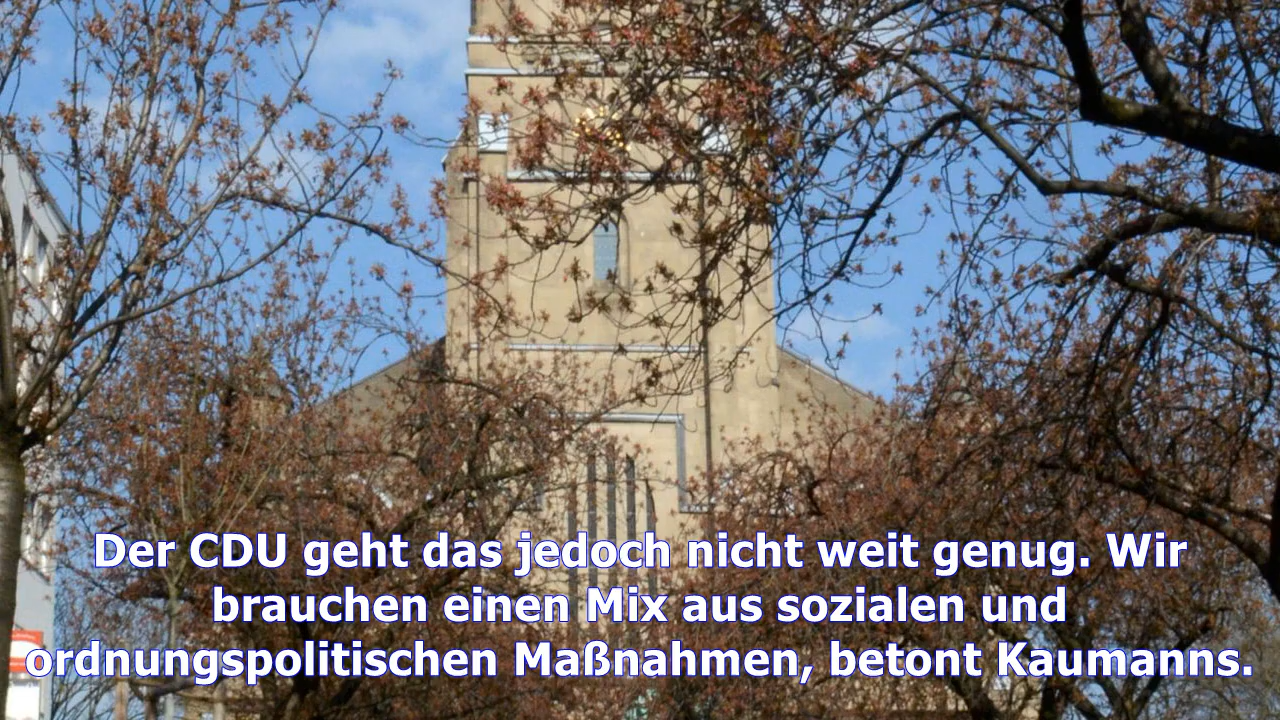 Der CDU geht das jedoch nicht weit genug. Wir
brauchen einen Mix aus sozialen und
ordnungspolitischen Maßnahmen, betont Kaumanns.